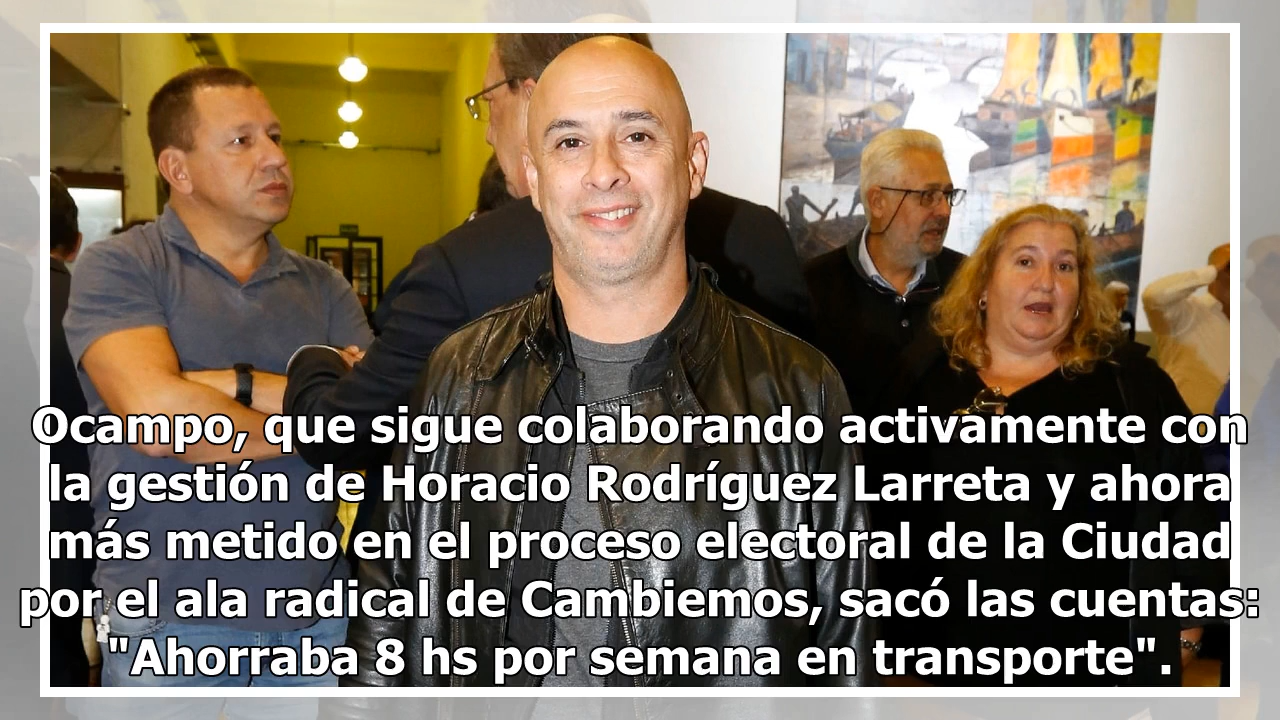 Ocampo, que sigue colaborando activamente con
la gestión de Horacio Rodríguez Larreta y ahora
más metido en el proceso electoral de la Ciudad
por el ala radical de Cambiemos, sacó las cuentas:
"Ahorraba 8 hs por semana en transporte".